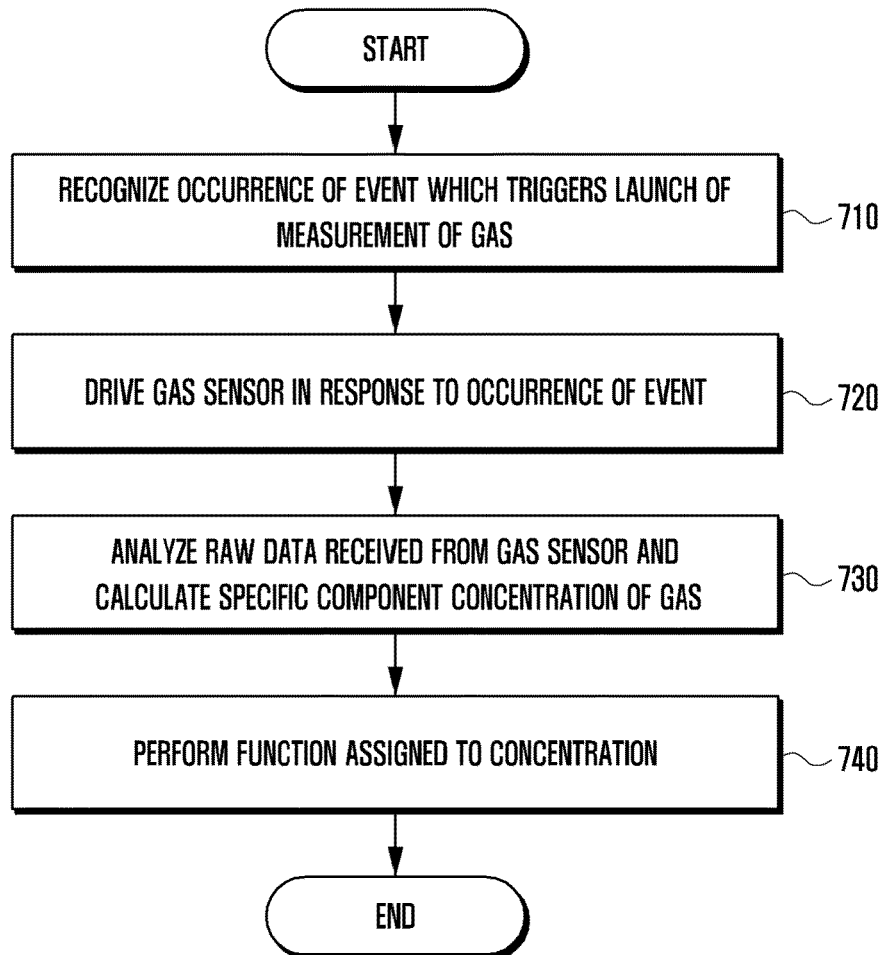 START
RECOGNIZE OCCURRENCE OF EVENT WHICH TRIGGERS LAUNCH OF
MEASUREMENT OF GAS
710
DRIVE GAS SENSOR IN RESPONSE TO OCCURRENCE OF EVENT
720
ANALYZE RAW DATA RECEIVED FROM GAS SENSOR AND
CALCULATE SPECIFIC COMPONENT CONCENTRATION OF GAS
730
PERFORM FUNCTION ASSIGNED TO CONCENTRATION
740
END